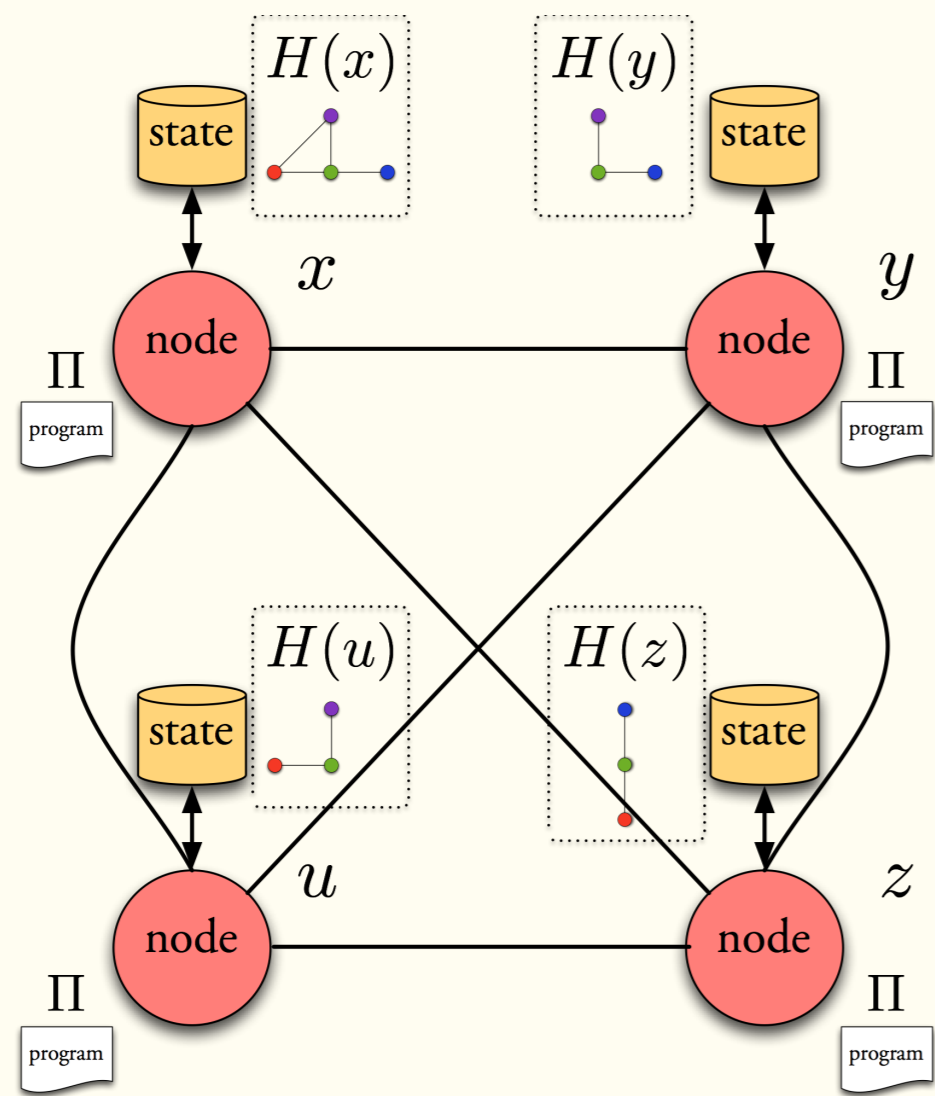 H(x)
H(y)
state
state
x
y
node
node
Π
Π
program
program
H(u)
H(z)
state
state
u
z
node
node
Π
Π
program
program